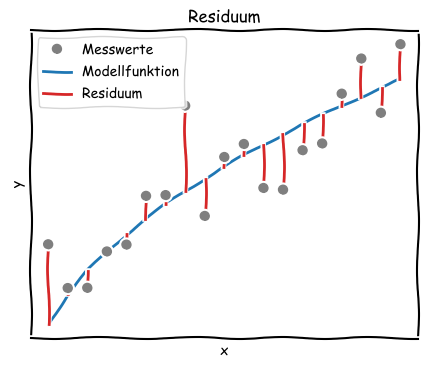 Residuum
Messwerte
Modellfunktion
Residuum
y
x